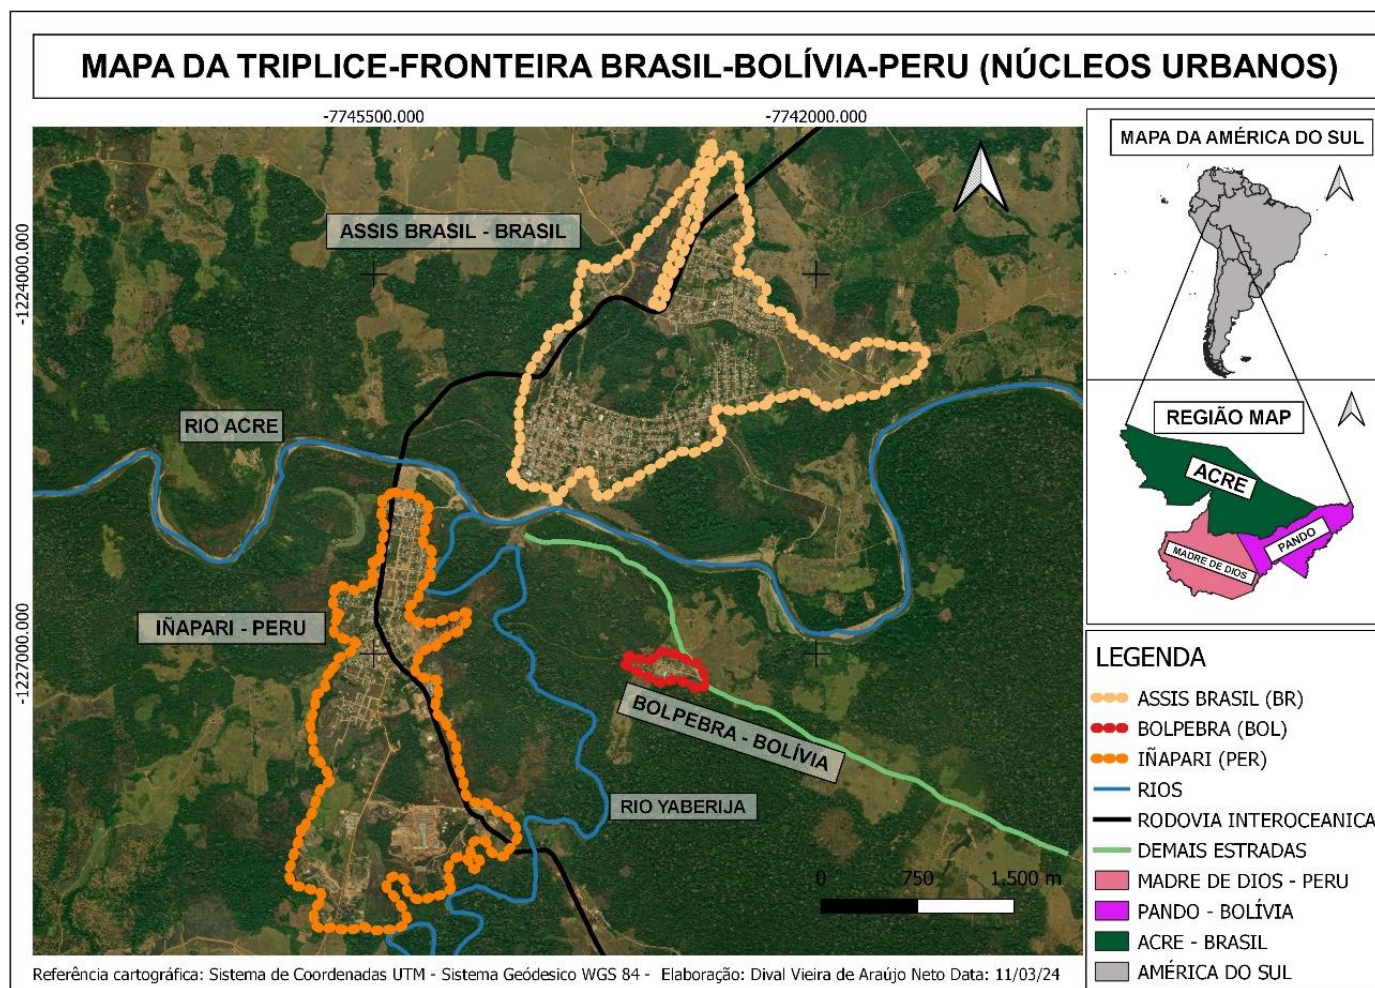 MAPA DA TRIPLICE-FRONTEIRA BRASIL-BOLÍVIA-PERU (NÚCLEOS URBANOS)
-7745500.000
-7742000.000
-1224000.000
-1227000.000
ASSIS BRASIL - BRASIL
RIO ACRE
IÑAPARI - PERU
BOLPEBRA - BOLÍVIA
RIO YABERIJA
0 750 1.500 m
MAPA DA AMÉRICA DO SUL
REGIÃO MAP
ACRE
MADRE DE DIOS
PANDO
LEGENDA
ASSIS BRASIL (BR)
BOLPEBRA (BOL)
IÑAPARI (PER)
RIOS
RODOVIA INTEROCEANICA
DEMAIS ESTRADAS
MADRE DE DIOS - PERU
PANDO - BOLÍVIA
ACRE - BRASIL
AMÉRICA DO SUL
Referência cartográfica: Sistema de Coordenadas UTM - Sistema Geódesico WGS 84 - Elaboração: Dival Vieira de Araújo Neto Data: 11/03/24